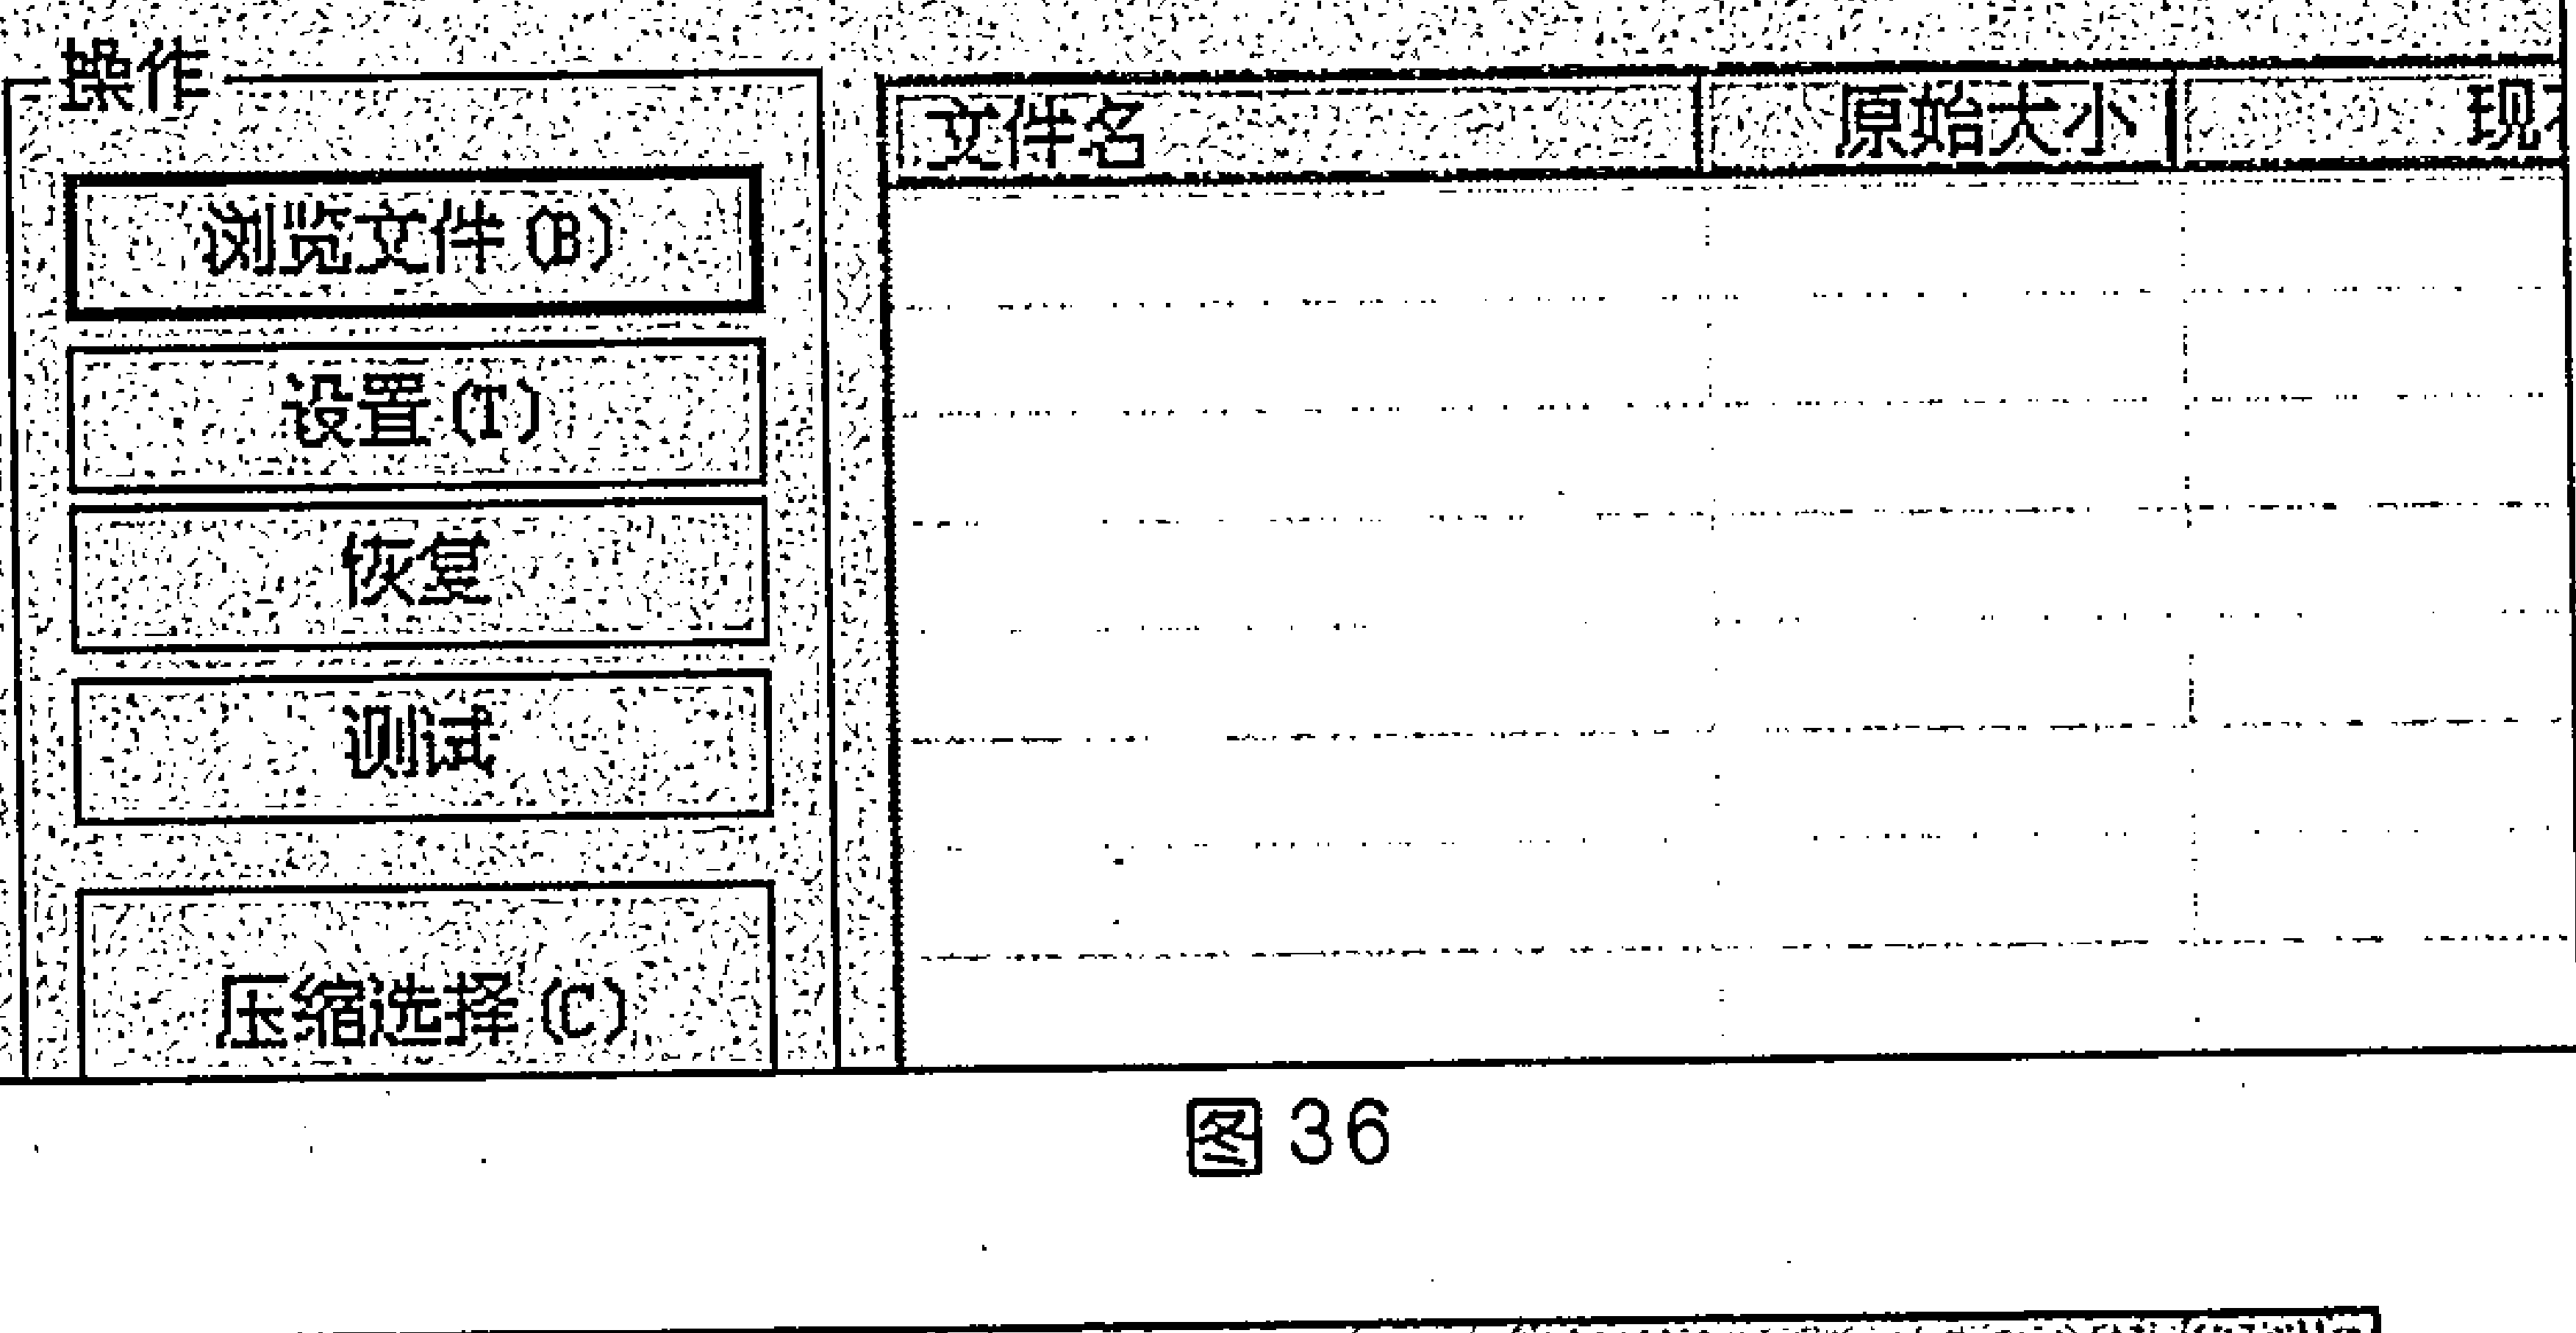 操作
文件名 原始大小 现
浏览文件(B)
设置(T)
恢复
测试
压缩选择(C)
图36